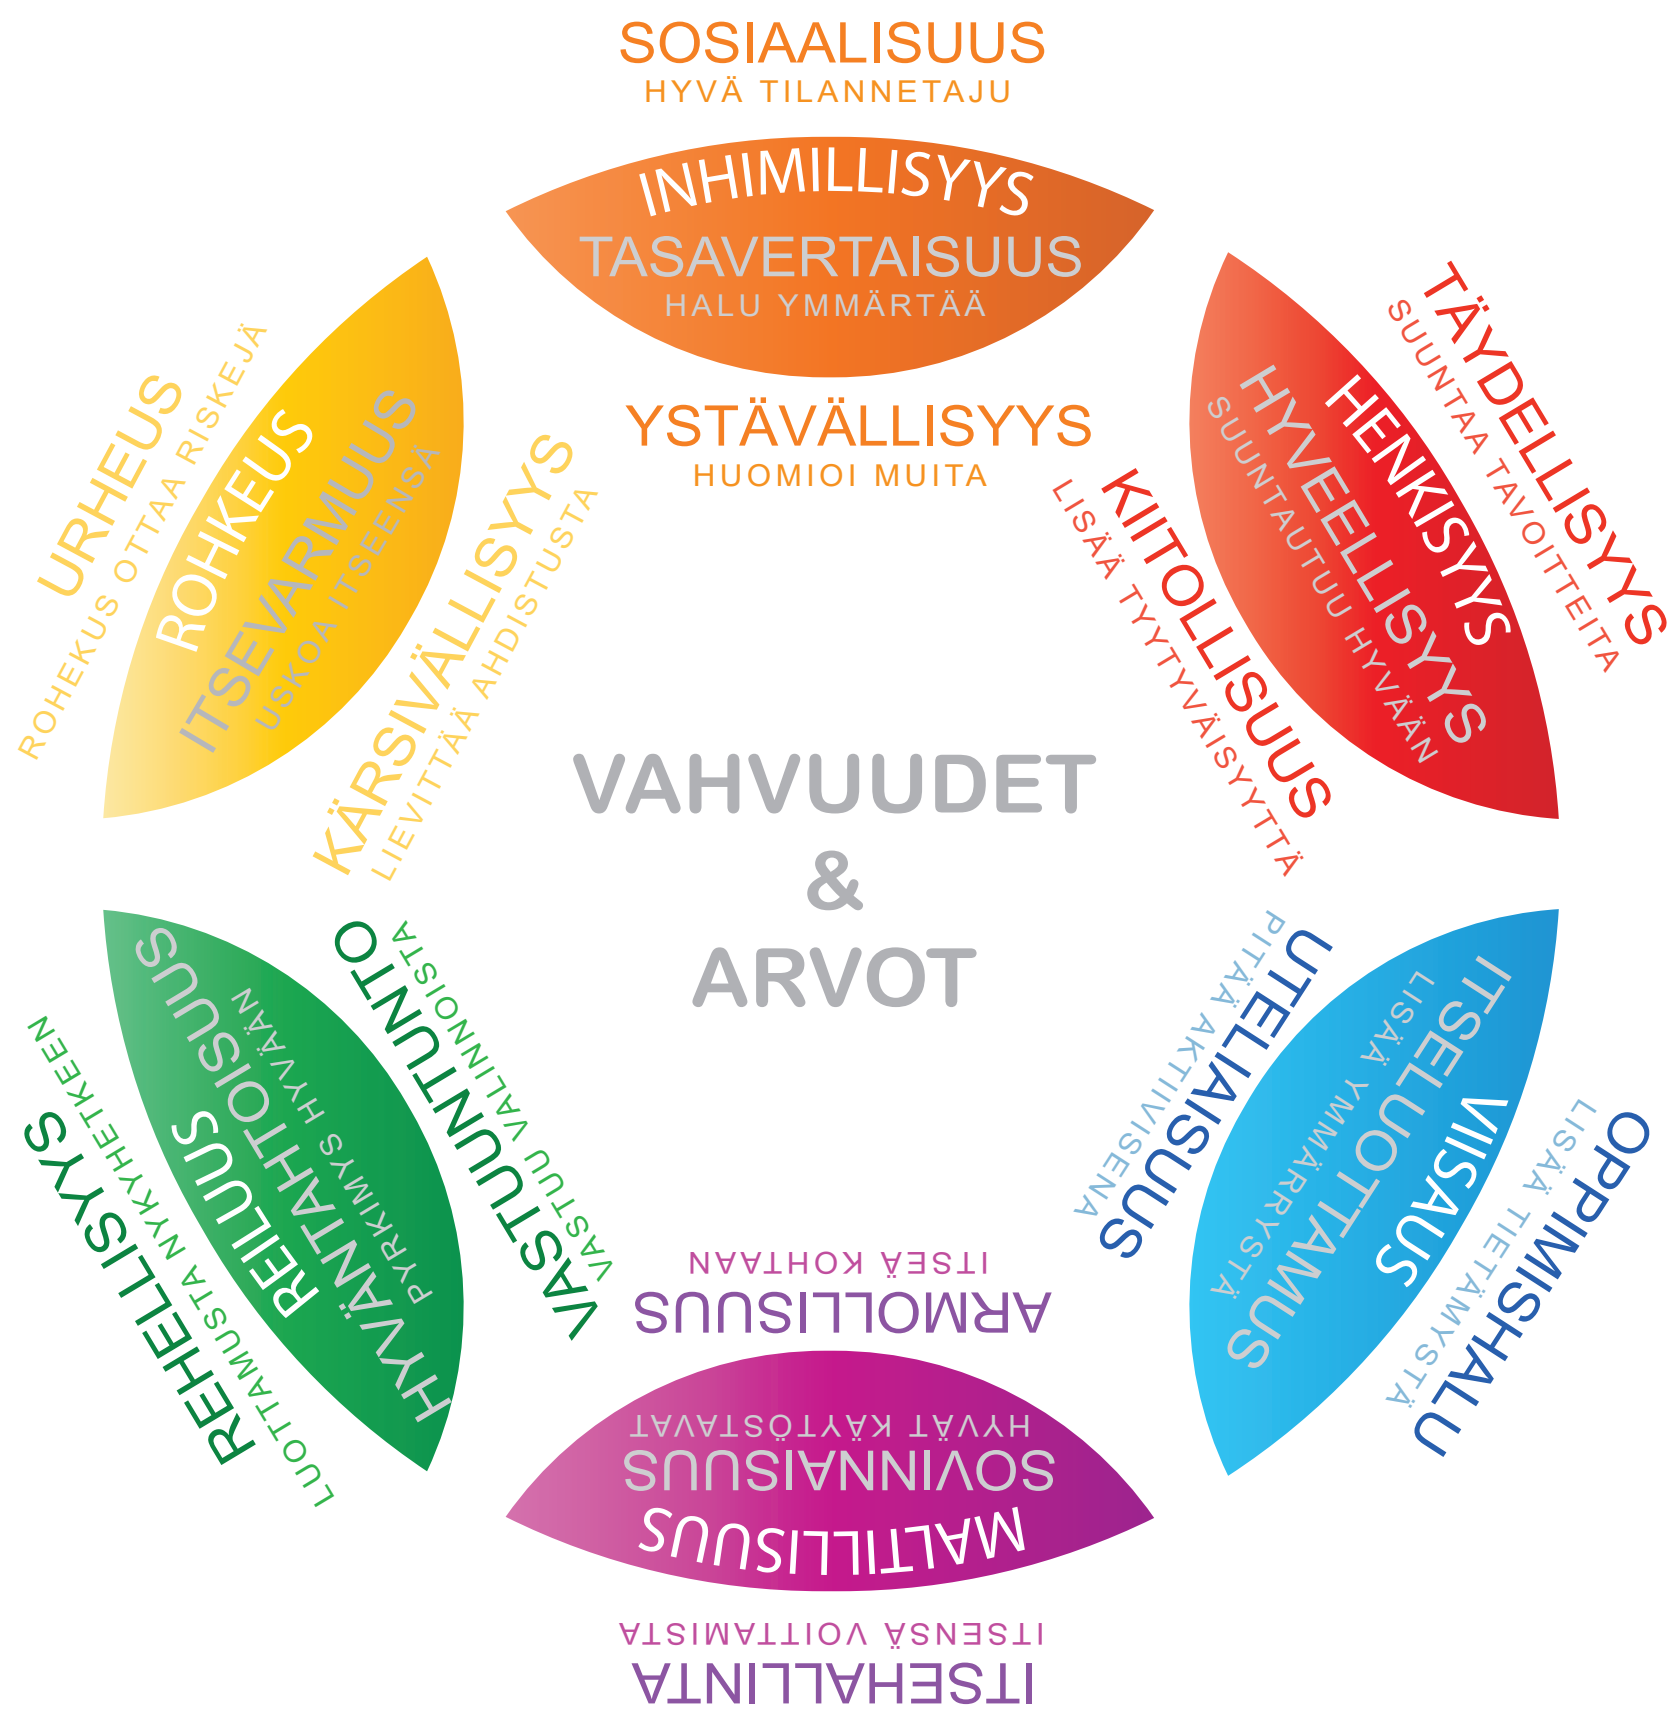 SOSIAALISUUS
HYVÄ TILANNETAJU
INHIMILLISYYS
TASAVERTAISUUS
HALU YMMÄRTÄÄ
YSTÄVÄLLISYYS
HUOMIOI MUITA
TÄYDELLISYYS
SUUNTAA TAVOITTEITA
HENKISYYS
HYVEELLISYYS
SUUNTAUTUU HYVÄÄN
KIITOLLISUUS
LISÄÄ TYYTYVÄISYYTTÄ
UTELIAISUUS
PITÄÄ AKTIIVISENA
ITSELUOTTAMUS
LISÄÄ YMMÄRRYSTÄ
VIISAUS
OPPIMISHALU
LISÄÄ TIETÄMYSTÄ
ITSEÄ KOHTAAN
ARMOLLISUUS
HYVÄT KÄYTÖSTAVAT
SOVINNAISUUS
MALTILLISUUS
ITSENSÄ VOITTAMISTA
ITSEHALLINTA
VASTUUNTUNTO
VASTUU VALINNOISTA
HYVÄNTAHTOISUUS
PYRKIMYS HYVÄÄN
REILUUS
REHELLISYYS
LUOTTAMUSTA NYKYHETKEEN
URHEUS
ROHEKUS OTTAA RISKEJÄ
ROHKEUS
ITSEVARMUUS
USKOA ITSEENSÄ
KÄRSIVÄLLISYYS
LIEVITTÄÄ AHDISTUSTA
VAHVUUDET
&
ARVOT